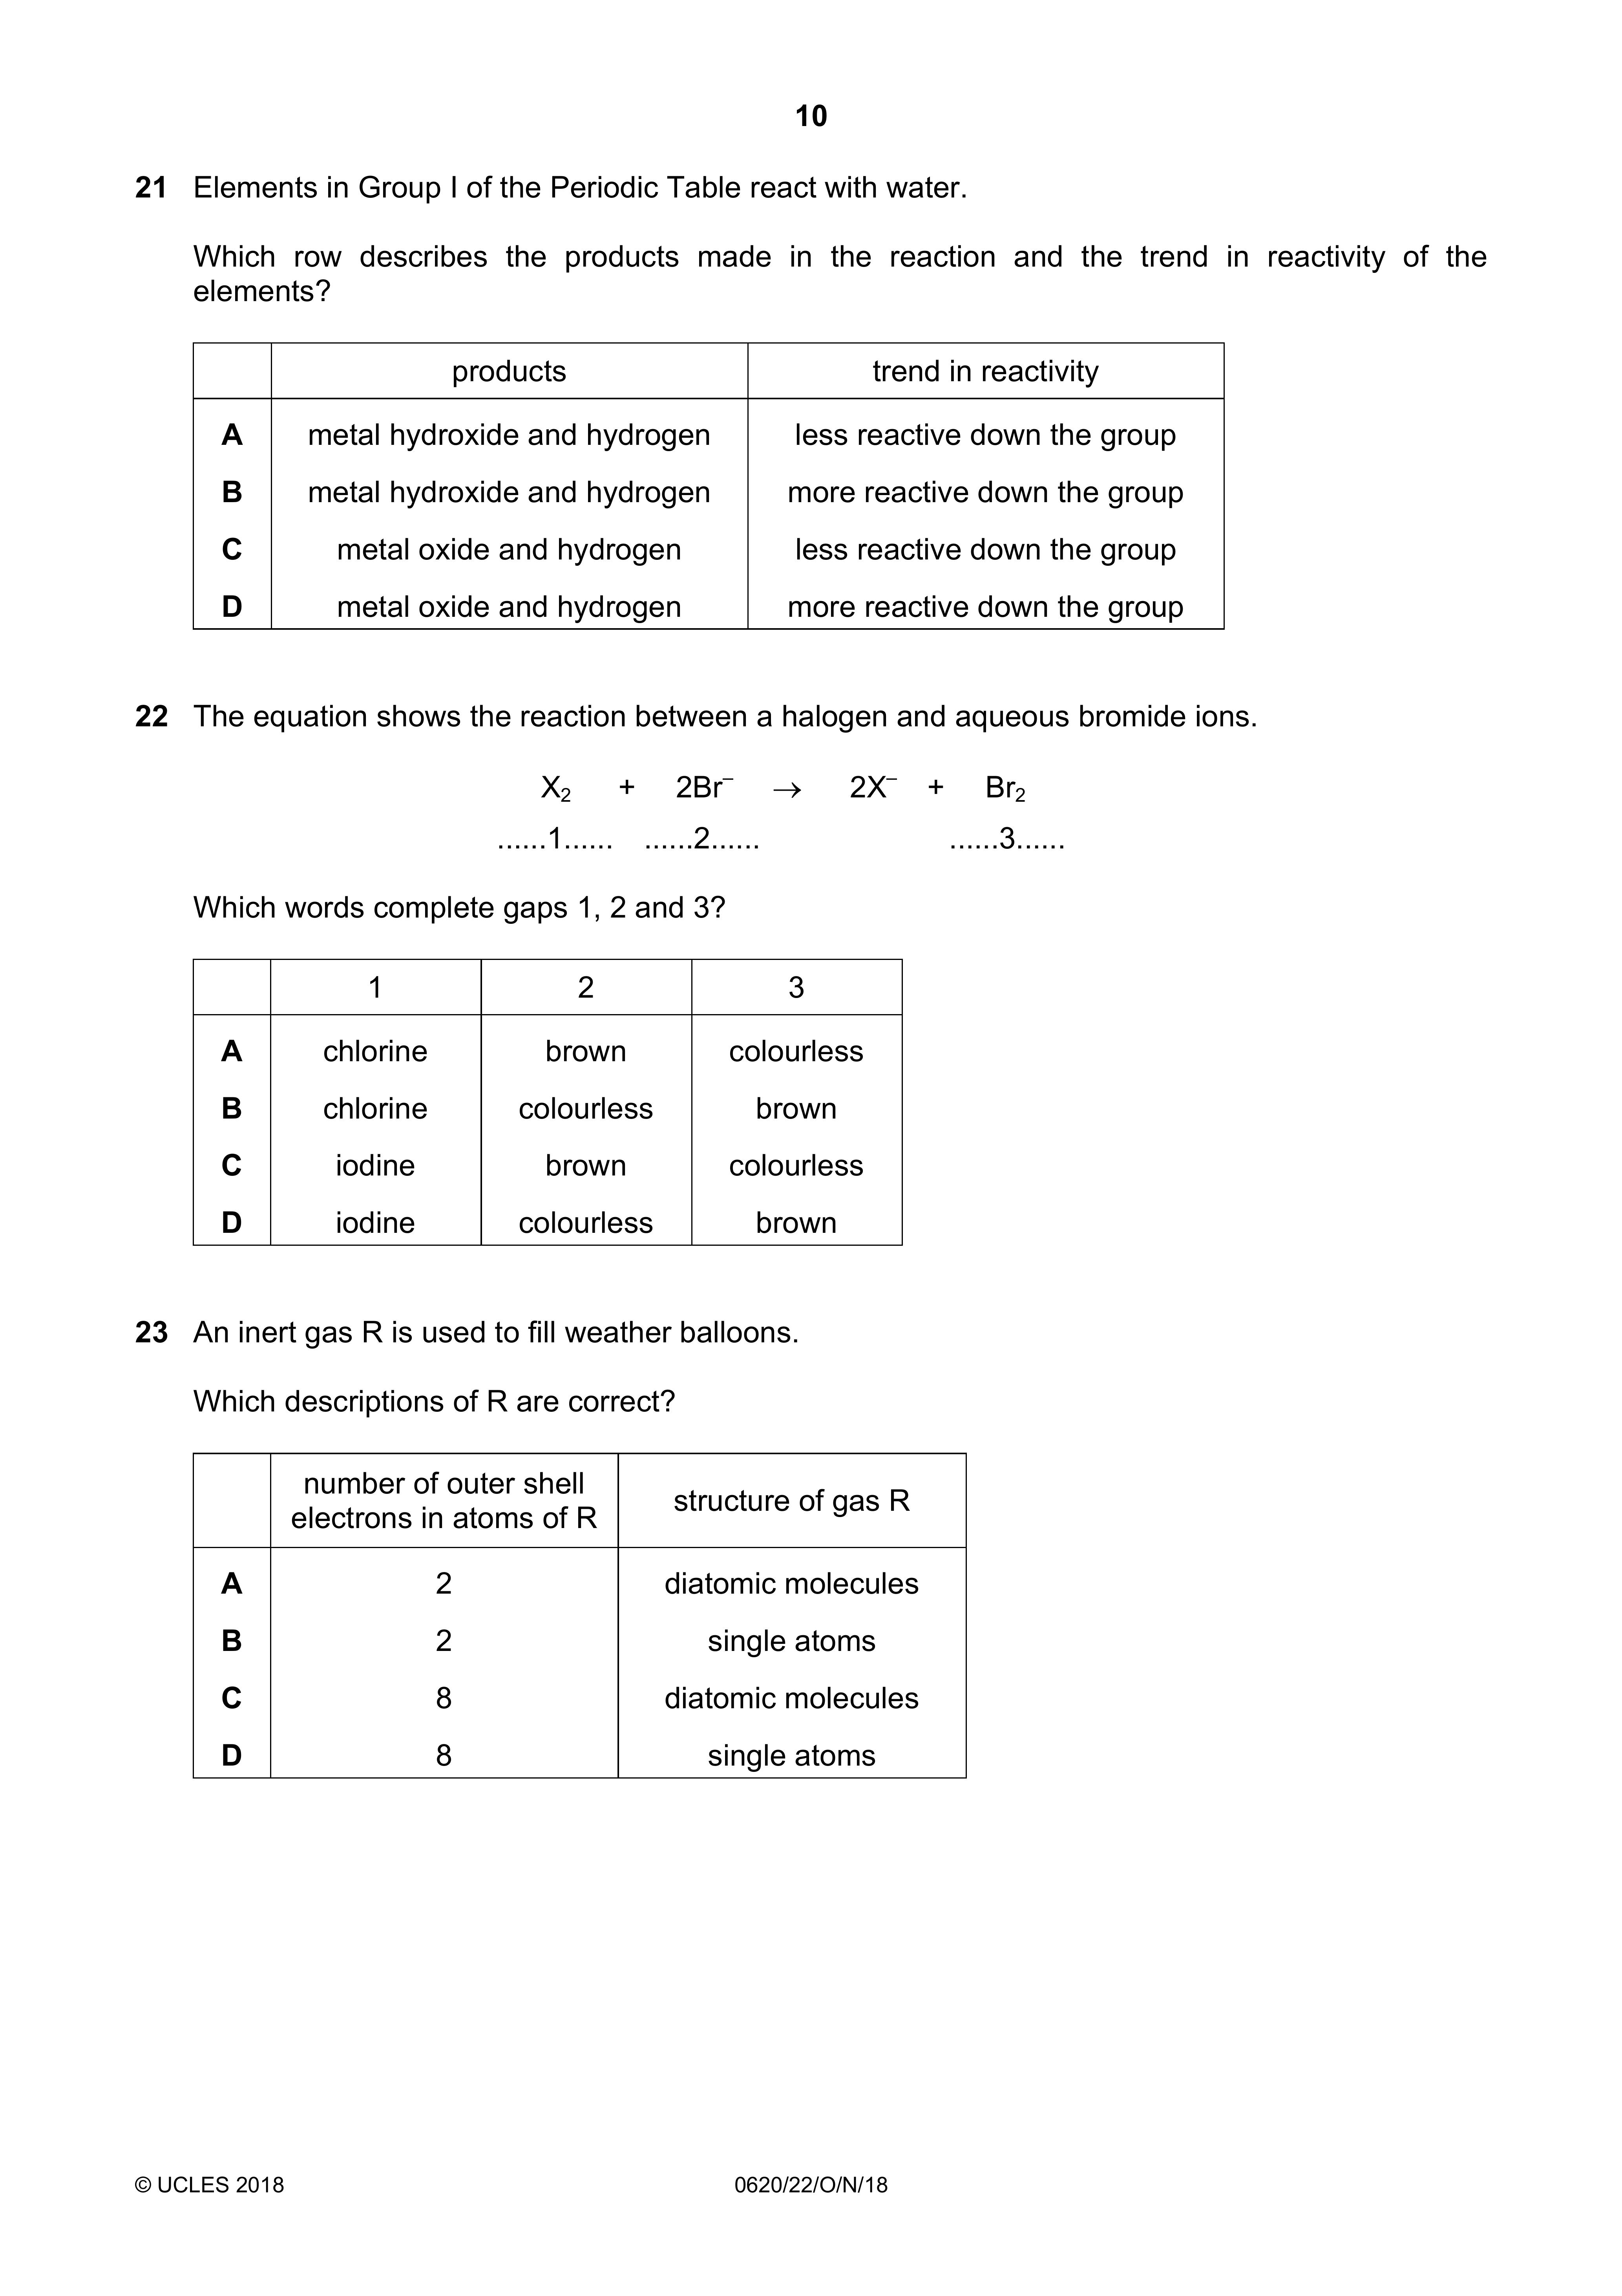 10
21 Elements in Group I of the Periodic Table react with water.
Which row describes the products made in the reaction and the trend in reactivity of the
elements?
products trend in reactivity
A metal hydroxide and hydrogen less reactive down the group
B metal hydroxide and hydrogen more reactive down the group
C metal oxide and hydrogen less reactive down the group
D metal oxide and hydrogen more reactive down the group
22 The equation shows the reaction between a halogen and aqueous bromide ions.
X₂ + 2Br⁻ → 2X⁻ + Br₂
......1...... ......2...... ......3......
Which words complete gaps 1, 2 and 3?
1 2 3
A chlorine brown colourless
B chlorine colourless brown
C iodine brown colourless
D iodine colourless brown
23 An inert gas R is used to fill weather balloons.
Which descriptions of R are correct?
number of outer shell
electrons in atoms of R structure of gas R
A 2 diatomic molecules
B 2 single atoms
C 8 diatomic molecules
D 8 single atoms
© UCLES 2018 0620/22/O/N/18